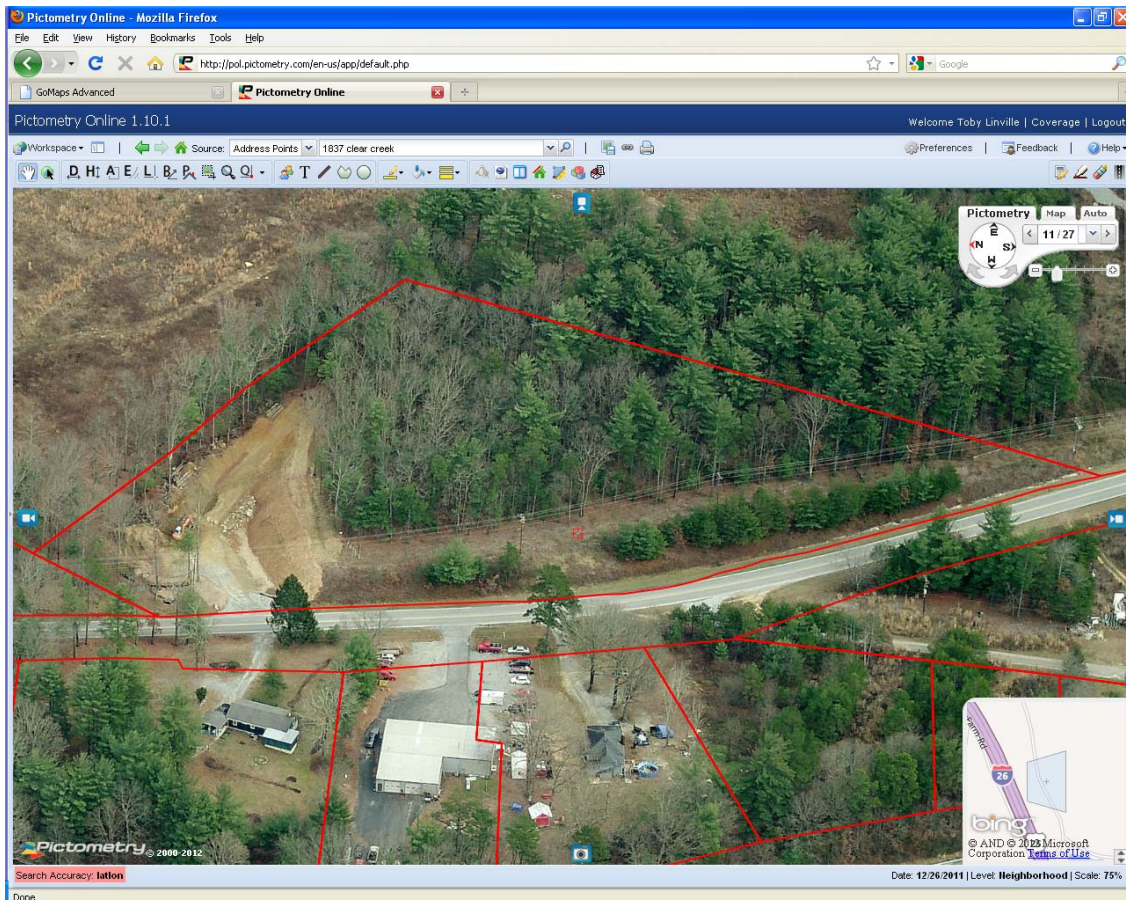 Pictometry Online - Mozilla Firefox
File Edit View History Bookmarks Tools Help
http://pol.pictometry.com/en-us/app/default.php
Google
GoMaps Advanced
Pictometry Online
Pictometry Online 1.10.1
Welcome Toby Linville | Coverage | Logout
Workspace | Source: Address Points 1837 clear creek
Preferences | Feedback | Help
Pictometry Map Auto
11 / 27
E
N S
W
Farm Rd
26
bing
Pictometry © 2000-2012
© AND © Microsoft
Corporation Terms of Use
Search Accuracy: latlon
Date: 12/26/2011 | Level: Neighborhood | Scale: 75%
Done